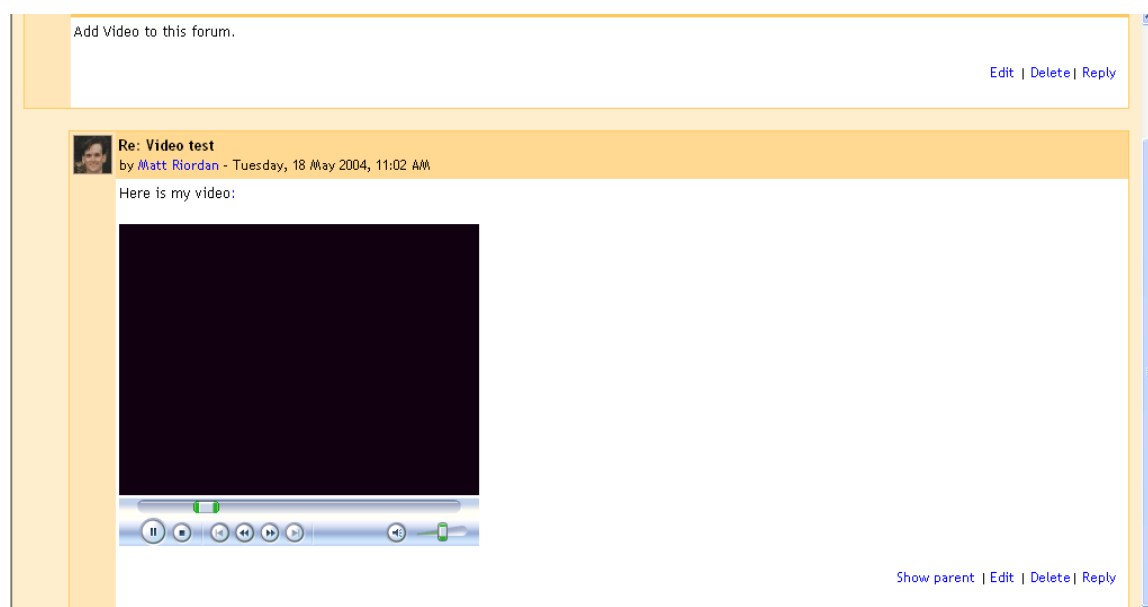 Add Video to this forum.
Edit | Delete | Reply
Re: Video test
by Matt Riordan - Tuesday, 18 May 2004, 11:02 AM
Here is my video:
Show parent | Edit | Delete | Reply